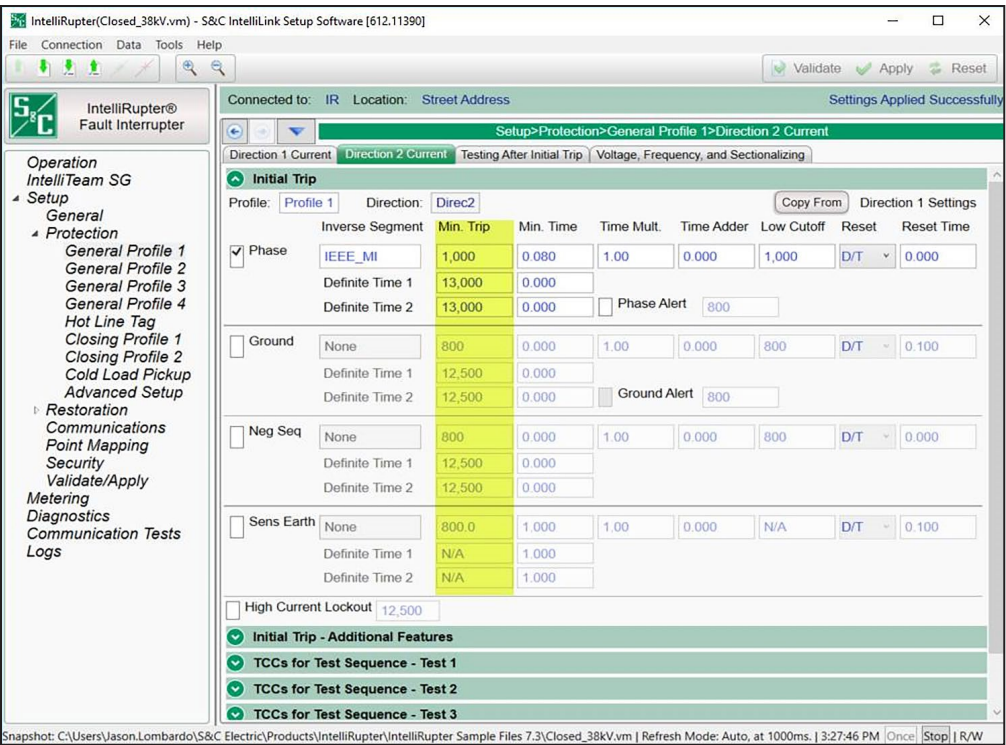 IntelliRupter(Closed_38kV.vm) - S&C IntelliLink Setup Software [612.11390]
File Connection Data Tools Help
Validate Apply Reset
S&C
IntelliRupter®
Fault Interrupter
Operation
IntelliTeam SG
Setup
General
Protection
General Profile 1
General Profile 2
General Profile 3
General Profile 4
Hot Line Tag
Closing Profile 1
Closing Profile 2
Cold Load Pickup
Advanced Setup
Restoration
Communications
Point Mapping
Security
Validate/Apply
Metering
Diagnostics
Communication Tests
Logs
Connected to: IR Location: Street Address Settings Applied Successfully
Setup>Protection>General Profile 1>Direction 2 Current
Direction 1 Current Direction 2 Current Testing After Initial Trip Voltage, Frequency, and Sectionalizing
Initial Trip
Profile: Profile 1 Direction: Direc2 Copy From Direction 1 Settings
Inverse Segment Min. Trip Min. Time Time Mult. Time Adder Low Cutoff Reset Reset Time
Phase IEEE_MI 1,000 0.080 1.00 0.000 1,000 D/T 0.000
Definite Time 1 13,000 0.000
Definite Time 2 13,000 0.000 Phase Alert 800
Ground None 800 0.000 1.00 0.000 800 D/T 0.100
Definite Time 1 12,500 0.000
Definite Time 2 12,500 0.000 Ground Alert 800
Neg Seq None 800 0.000 1.00 0.000 800 D/T 0.000
Definite Time 1 12,500 0.000
Definite Time 2 12,500 0.000
Sens Earth None 800.0 1.000 1.00 0.000 N/A D/T 0.100
Definite Time 1 N/A 1.000
Definite Time 2 N/A 1.000
High Current Lockout 12,500
Initial Trip - Additional Features
TCCs for Test Sequence - Test 1
TCCs for Test Sequence - Test 2
TCCs for Test Sequence - Test 3
Snapshot: C:\Users\Jason.Lombardo\S&C Electric\Products\IntelliRupter\IntelliRupter Sample Files 7.3\Closed_38kV.vm | Refresh Mode: Auto, at 1000ms. | 3:27:46 PM Once Stop | R/W